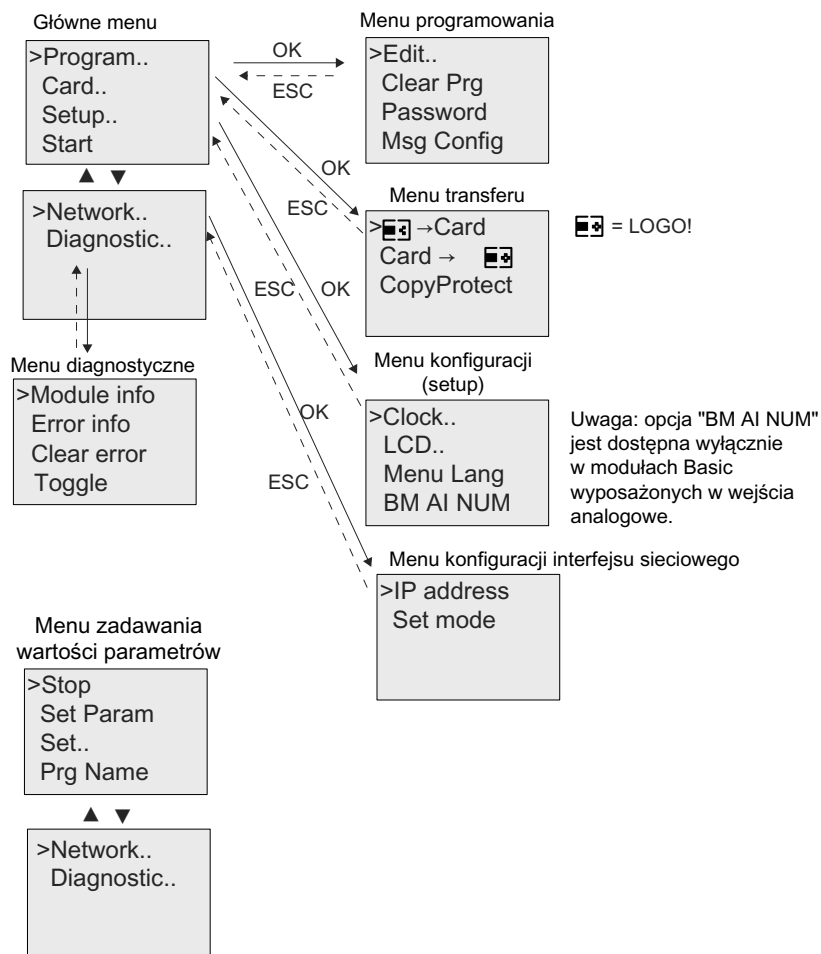 Główne menu
>Program..
Card..
Setup..
Start
▲ ▼
>Network..
Diagnostic..
OK
ESC
Menu programowania
>Edit..
Clear Prg
Password
Msg Config
OK
ESC
Menu transferu
> →Card
Card →
CopyProtect
= LOGO!
ESC
OK
Menu konfiguracji
(setup)
>Clock..
LCD..
Menu Lang
BM AI NUM
Uwaga: opcja "BM AI NUM"
jest dostępna wyłącznie
w modułach Basic
wyposażonych w wejścia
analogowe.
Menu diagnostyczne
>Module info
Error info
Clear error
Toggle
OK
ESC
Menu konfiguracji interfejsu sieciowego
>IP address
Set mode
Menu zadawania
wartości parametrów
>Stop
Set Param
Set..
Prg Name
▲ ▼
>Network..
Diagnostic..